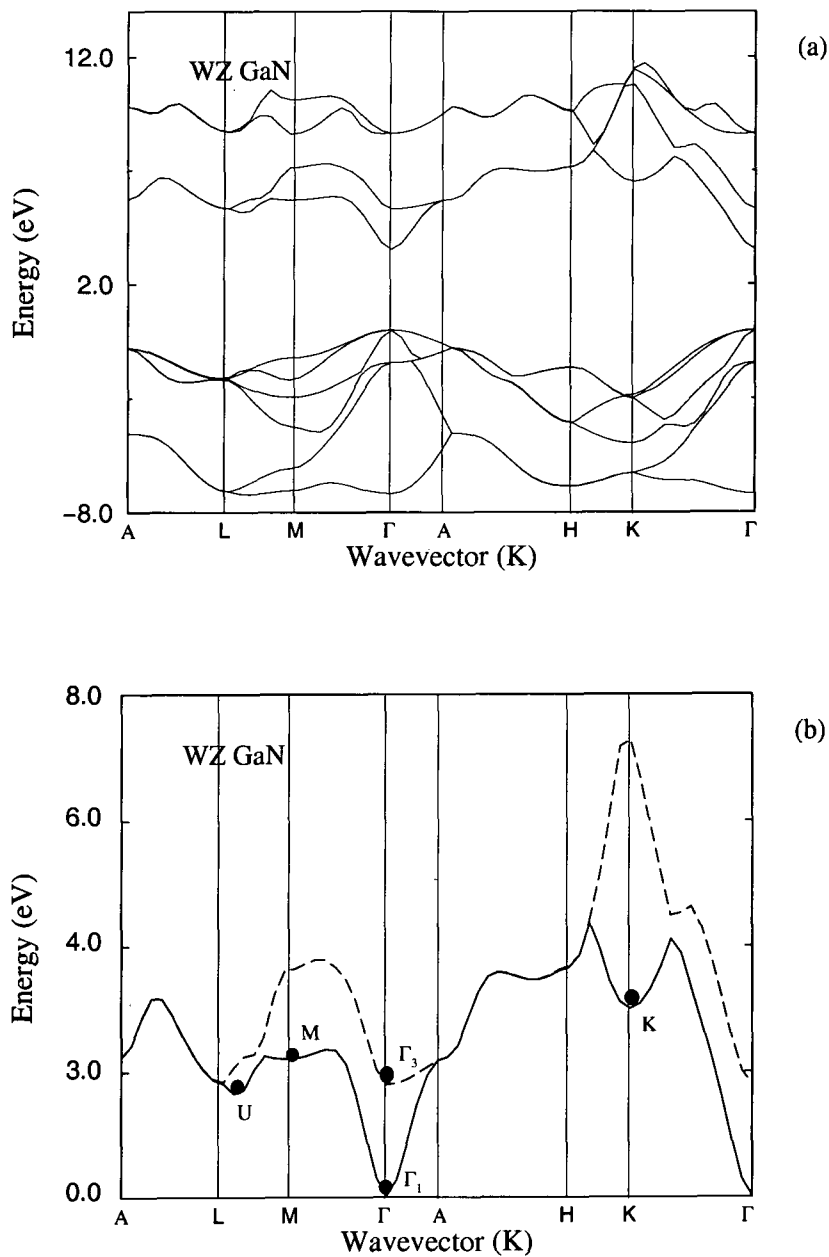 (a)
12.0
WZ GaN
Energy (eV)
2.0
−8.0
A L M Γ A H K Γ
Wavevector (K)
(b)
8.0
WZ GaN
6.0
Energy (eV)
4.0
M
Γ3
K
3.0
U
Γ1
0.0
A L M Γ A H K Γ
Wavevector (K)